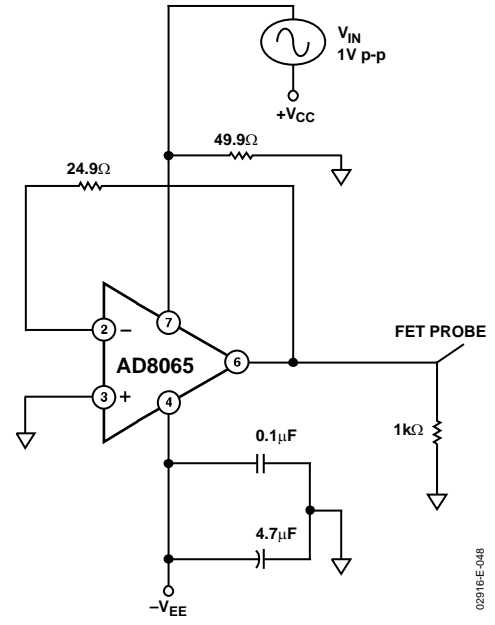 V_IN
1V p-p
+V_CC
49.9Ω
24.9Ω
7
2 −
AD8065
6
FET PROBE
3 +
4
1kΩ
0.1μF
4.7μF
−V_EE
02916-E-048